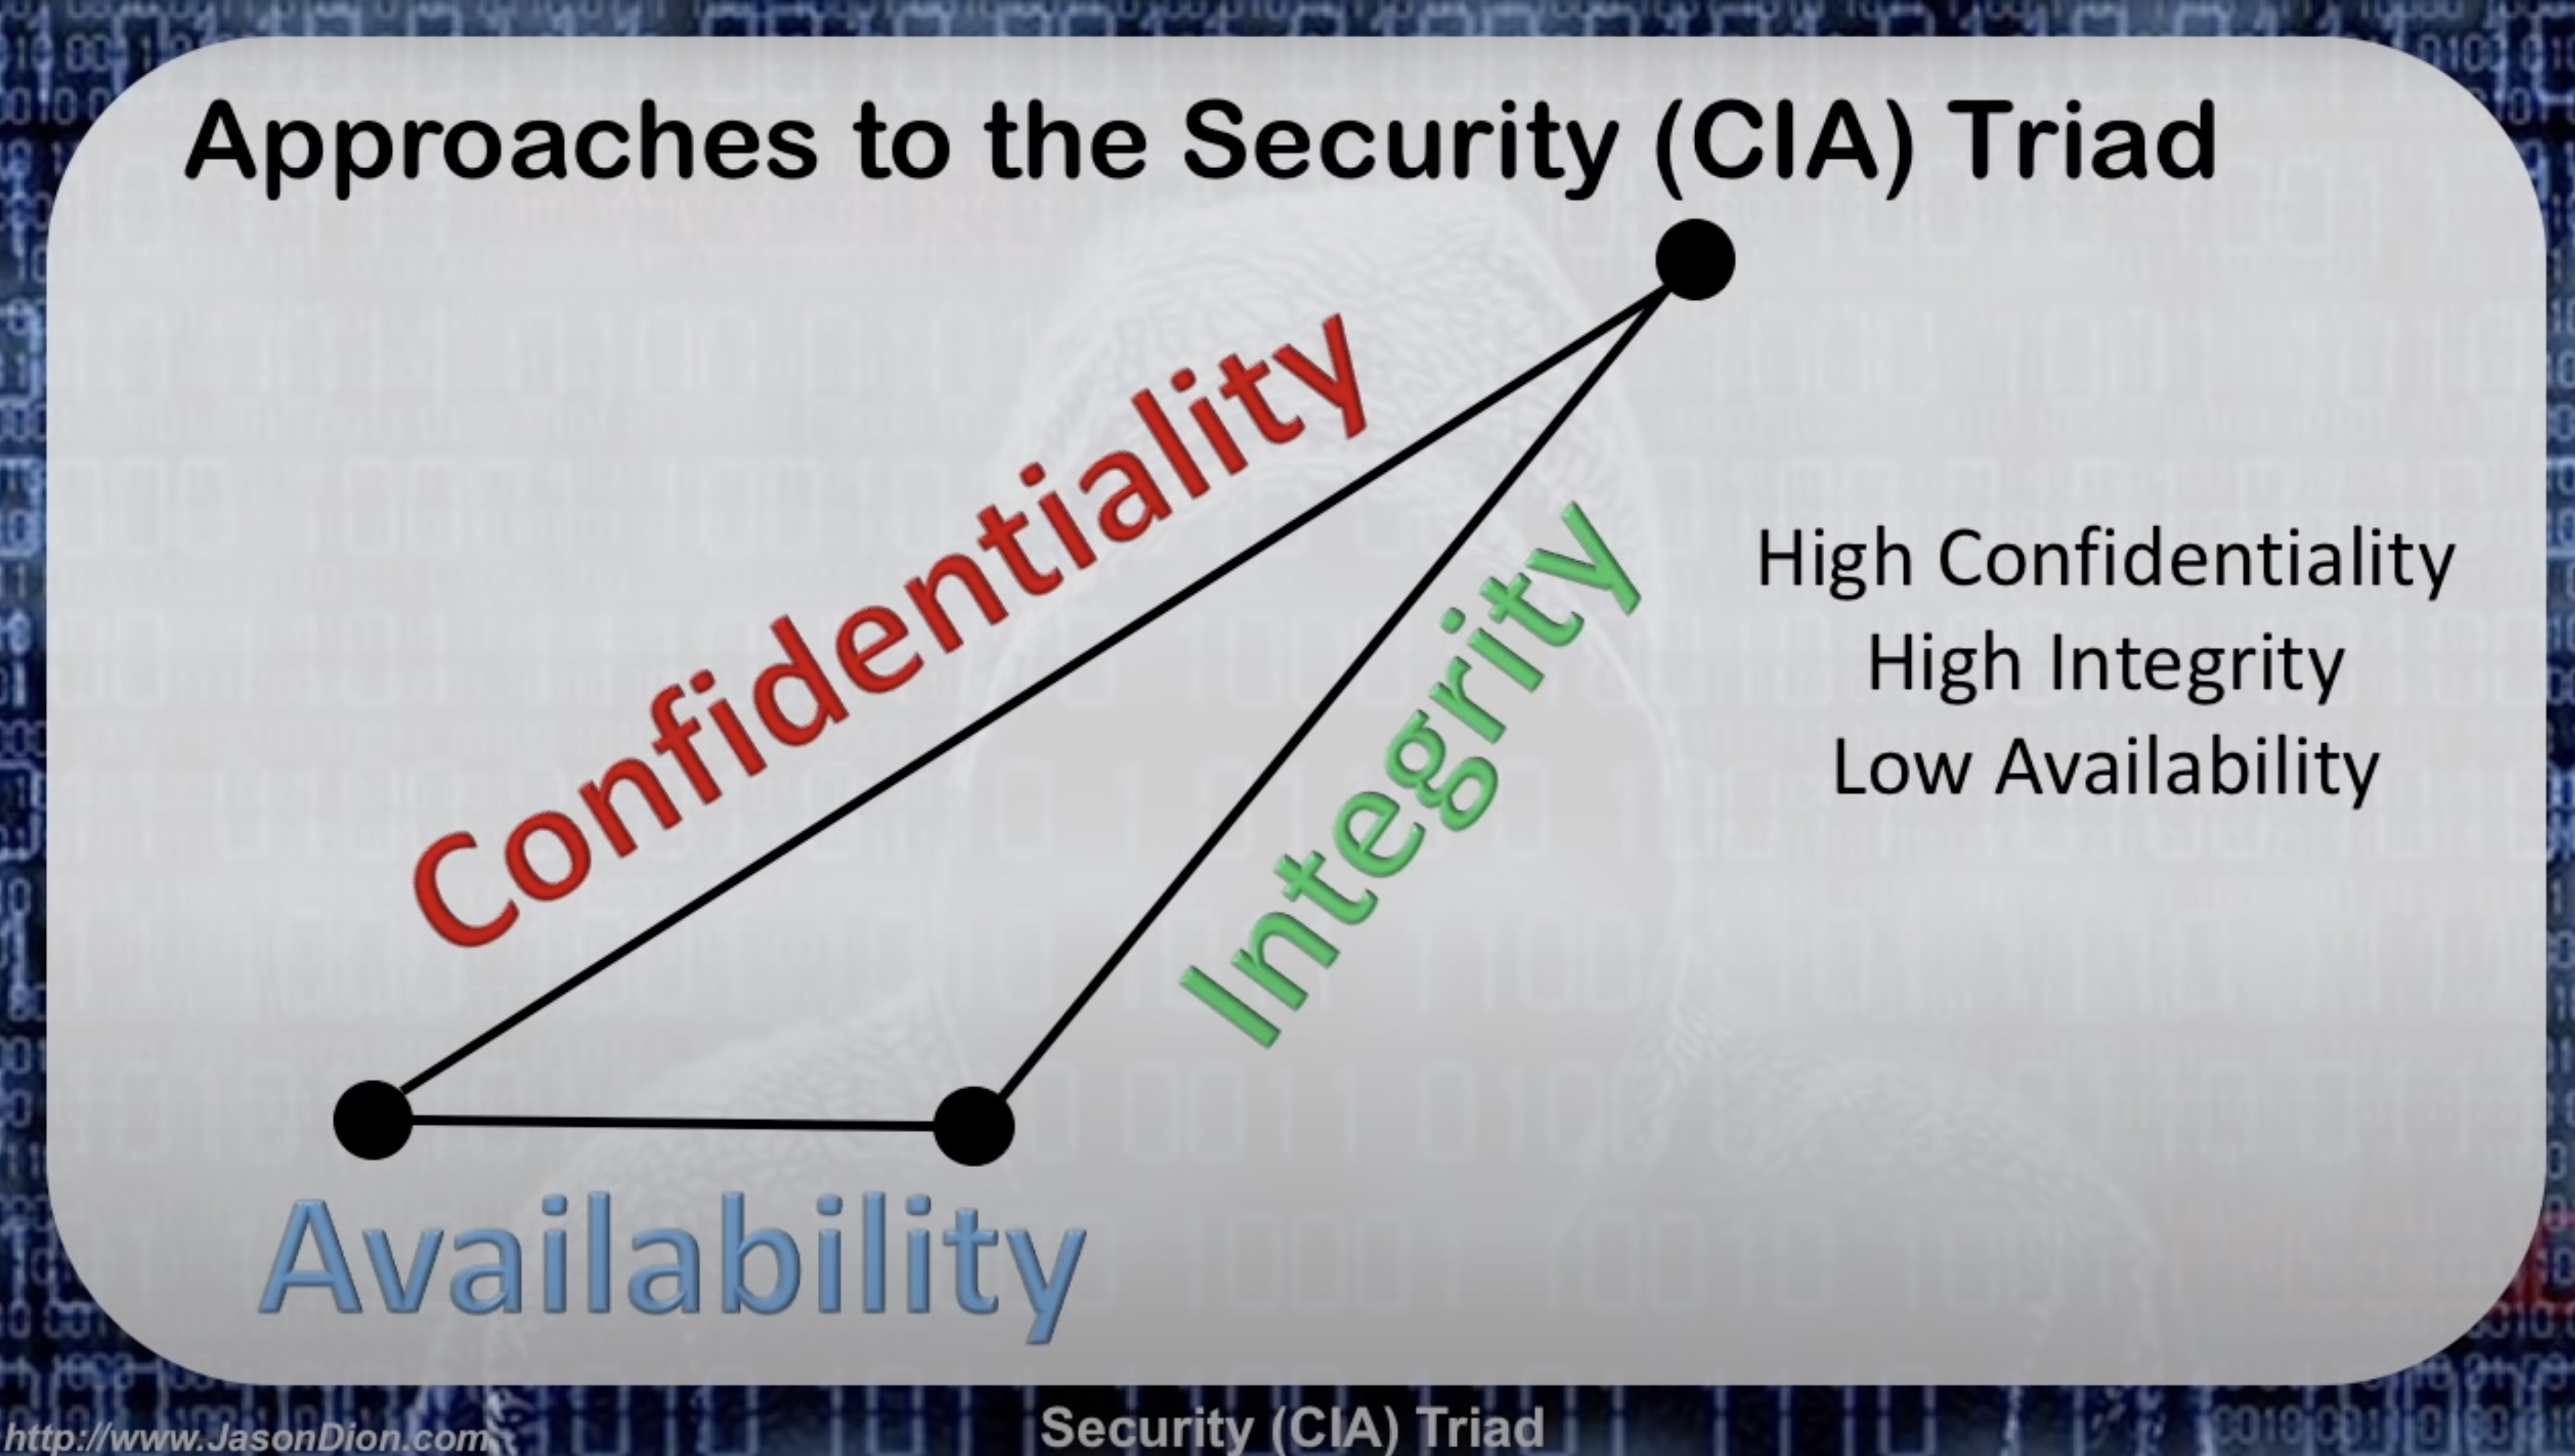 Approaches to the Security (CIA) Triad
Confidentiality
Integrity
Availability
High Confidentiality
High Integrity
Low Availability
http://www.JasonDion.com
Security (CIA) Triad